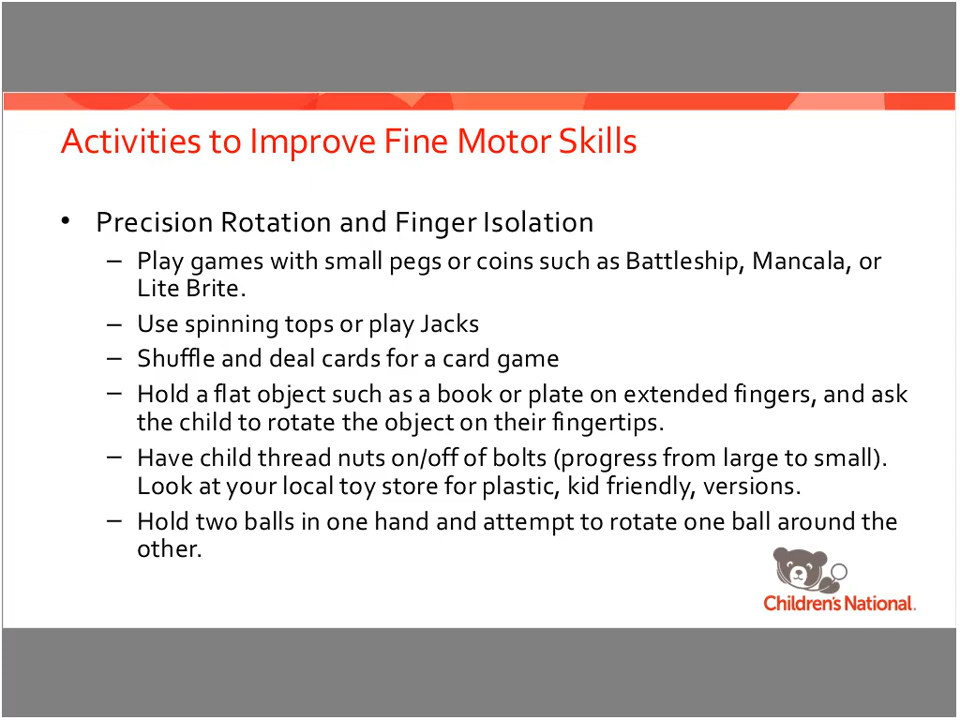 Activities to Improve Fine Motor Skills
• Precision Rotation and Finger Isolation
– Play games with small pegs or coins such as Battleship, Mancala, or
Lite Brite.
– Use spinning tops or play Jacks
– Shuffle and deal cards for a card game
– Hold a flat object such as a book or plate on extended fingers, and ask
the child to rotate the object on their fingertips.
– Have child thread nuts on/off of bolts (progress from large to small).
Look at your local toy store for plastic, kid friendly, versions.
– Hold two balls in one hand and attempt to rotate one ball around the
other.
Children's National.